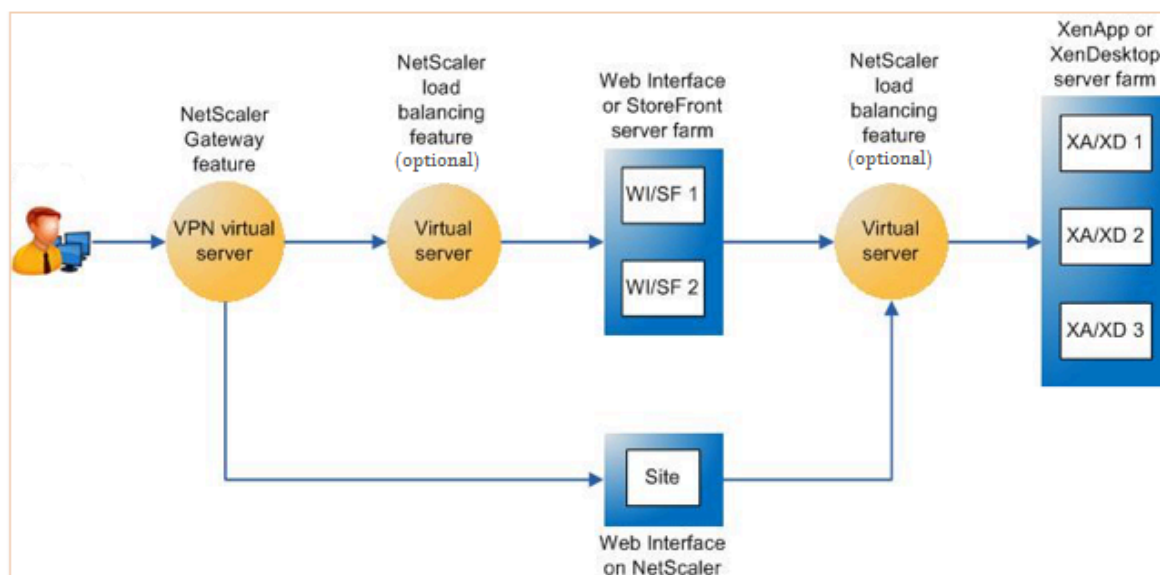 NetScaler
Gateway
feature
VPN virtual
server
NetScaler
load
balancing
feature
(optional)
Virtual
server
Web Interface
or StoreFront
server farm
WI/SF 1
WI/SF 2
NetScaler
load
balancing
feature
(optional)
Virtual
server
XenApp or
XenDesktop
server farm
XA/XD 1
XA/XD 2
XA/XD 3
Site
Web Interface
on NetScaler